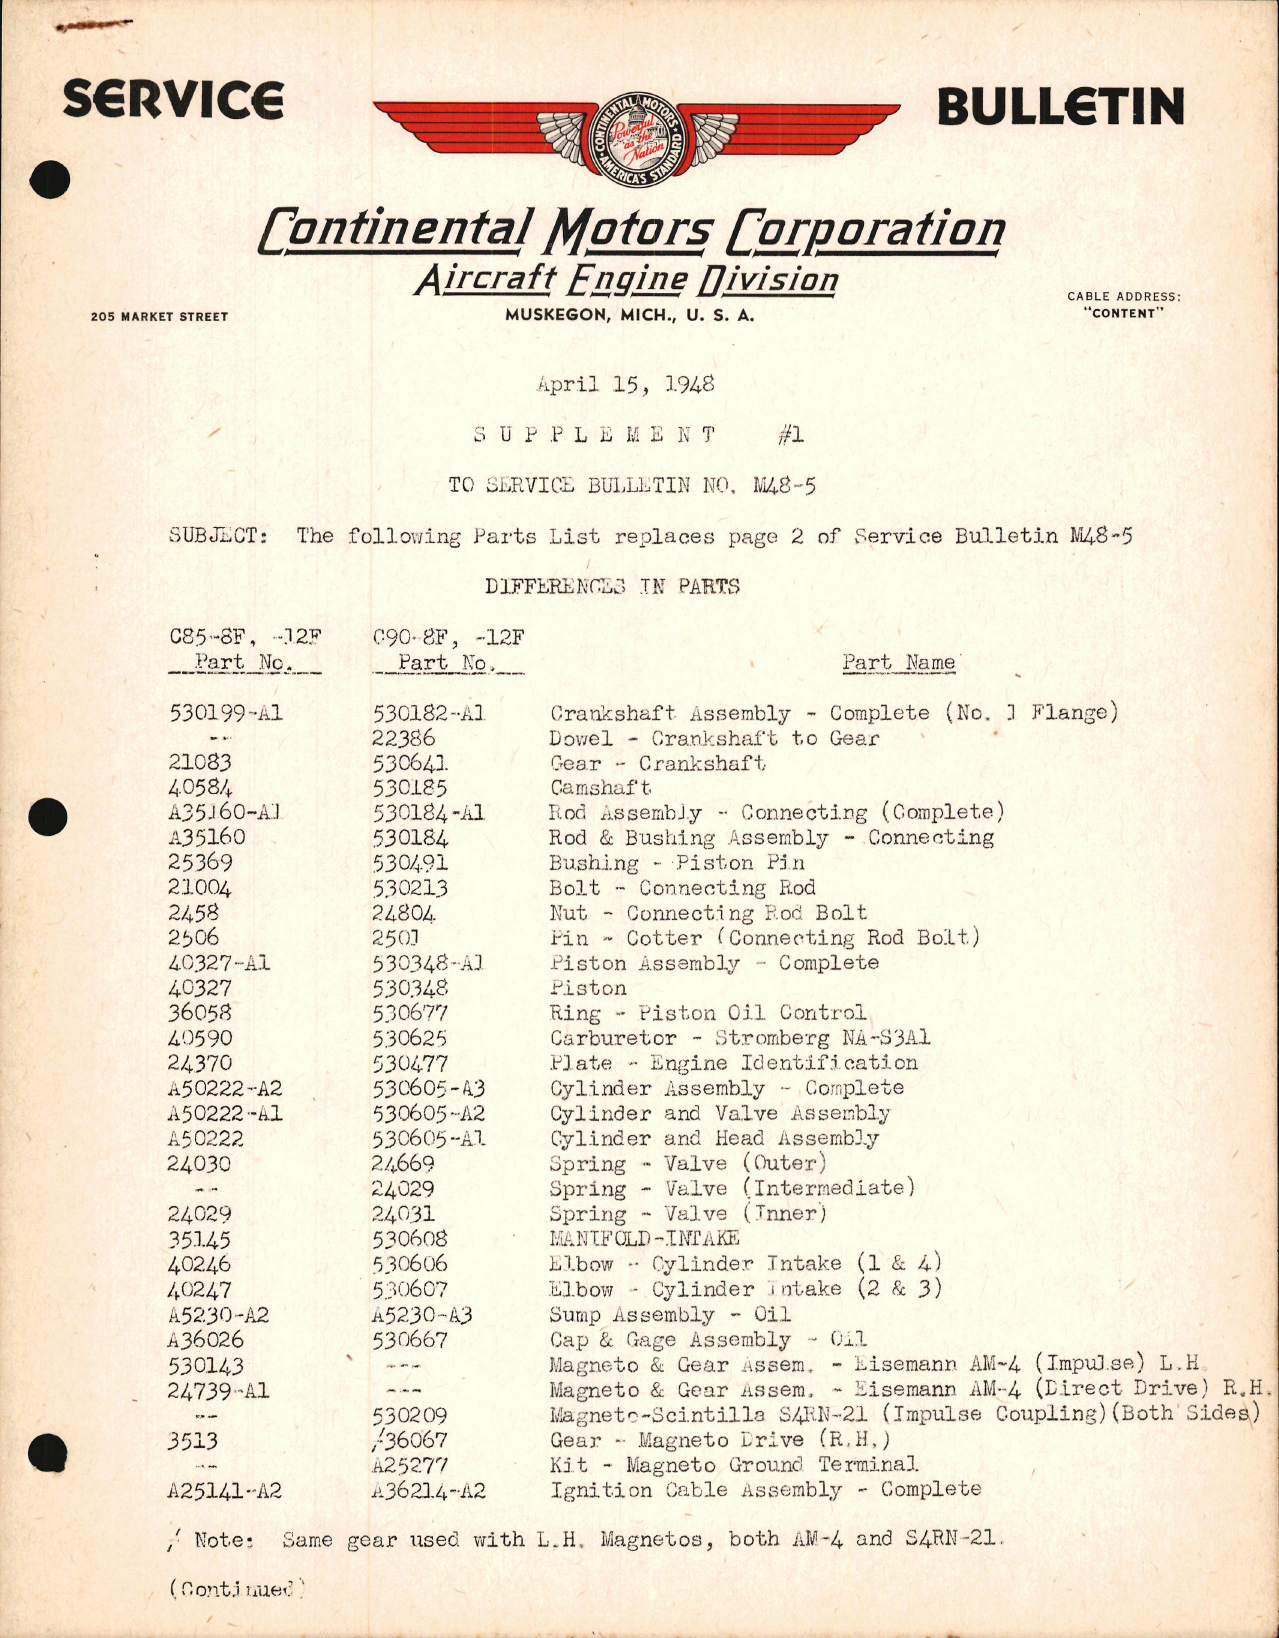 SERVICE BULLETIN
CONTINENTAL MOTORS
Powerful
as the
Nation
AMERICA'S STANDARD
Continental Motors Corporation
Aircraft Engine Division
205 MARKET STREET
MUSKEGON, MICH., U. S. A.
CABLE ADDRESS:
"CONTENT"
April 15, 1948
S U P P L E M E N T #1
TO SERVICE BULLETIN NO. M48-5
SUBJECT: The following Parts List replaces page 2 of Service Bulletin M48-5
DIFFERENCES IN PARTS
C85-8F, -12F C90-8F, -12F
Part No. Part No. Part Name
530199-A1 530182-A1 Crankshaft Assembly - Complete (No. 1 Flange)
-- 22386 Dowel - Crankshaft to Gear
21083 530641 Gear - Crankshaft
40584 530185 Camshaft
A35160-A1 530184-A1 Rod Assembly - Connecting (Complete)
A35160 530184 Rod & Bushing Assembly - Connecting
25369 530491 Bushing - Piston Pin
21004 530213 Bolt - Connecting Rod
2458 24804 Nut - Connecting Rod Bolt
2506 2501 Pin - Cotter (Connecting Rod Bolt)
40327-A1 530348-A1 Piston Assembly - Complete
40327 530348 Piston
36058 530677 Ring - Piston Oil Control
40590 530625 Carburetor - Stromberg NA-S3A1
24370 530477 Plate - Engine Identification
A50222-A2 530605-A3 Cylinder Assembly - Complete
A50222-A1 530605-A2 Cylinder and Valve Assembly
A50222 530605-A1 Cylinder and Head Assembly
24030 24669 Spring - Valve (Outer)
-- 24029 Spring - Valve (Intermediate)
24029 24031 Spring - Valve (Inner)
35145 530608 MANIFOLD-INTAKE
40246 530606 Elbow - Cylinder Intake (1 & 4)
40247 530607 Elbow - Cylinder Intake (2 & 3)
A5230-A2 A5230-A3 Sump Assembly - Oil
A36026 530667 Cap & Gage Assembly - Oil
530143 --- Magneto & Gear Assem. - Eisemann AM-4 (Impulse) L.H.
24739-A1 --- Magneto & Gear Assem. - Eisemann AM-4 (Direct Drive) R.H.
-- 530209 Magneto-Scintilla S4RN-21 (Impulse Coupling)(Both Sides)
3513 /36067 Gear - Magneto Drive (R.H.)
-- A25277 Kit - Magneto Ground Terminal
A25141-A2 A36214-A2 Ignition Cable Assembly - Complete
/ Note: Same gear used with L.H. Magnetos, both AM-4 and S4RN-21.
(Continued)